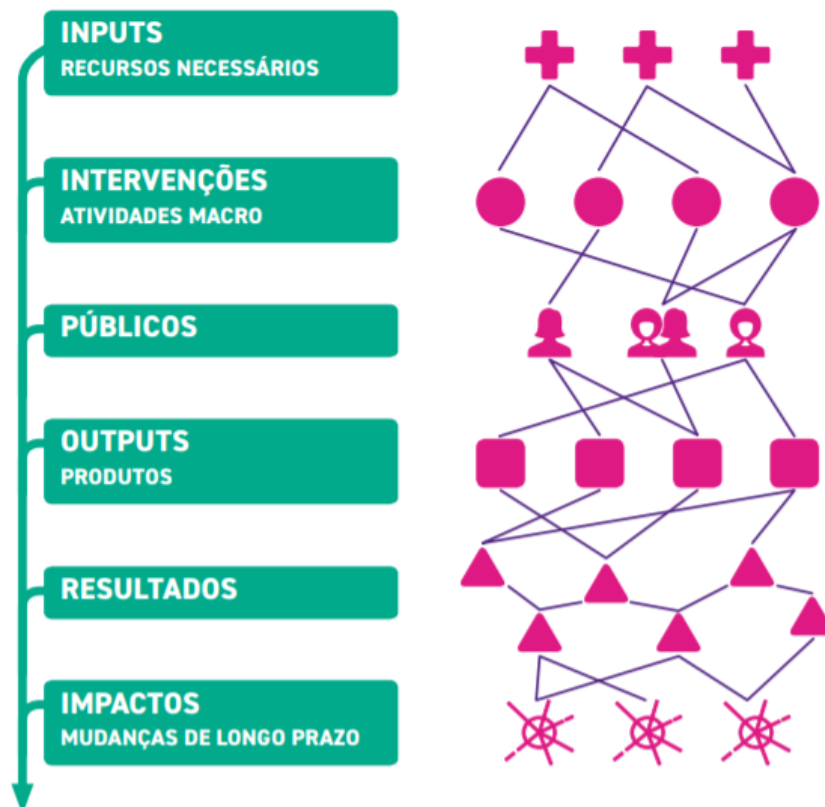 INPUTS
RECURSOS NECESSÁRIOS
INTERVENÇÕES
ATIVIDADES MACRO
PÚBLICOS
OUTPUTS
PRODUTOS
RESULTADOS
IMPACTOS
MUDANÇAS DE LONGO PRAZO